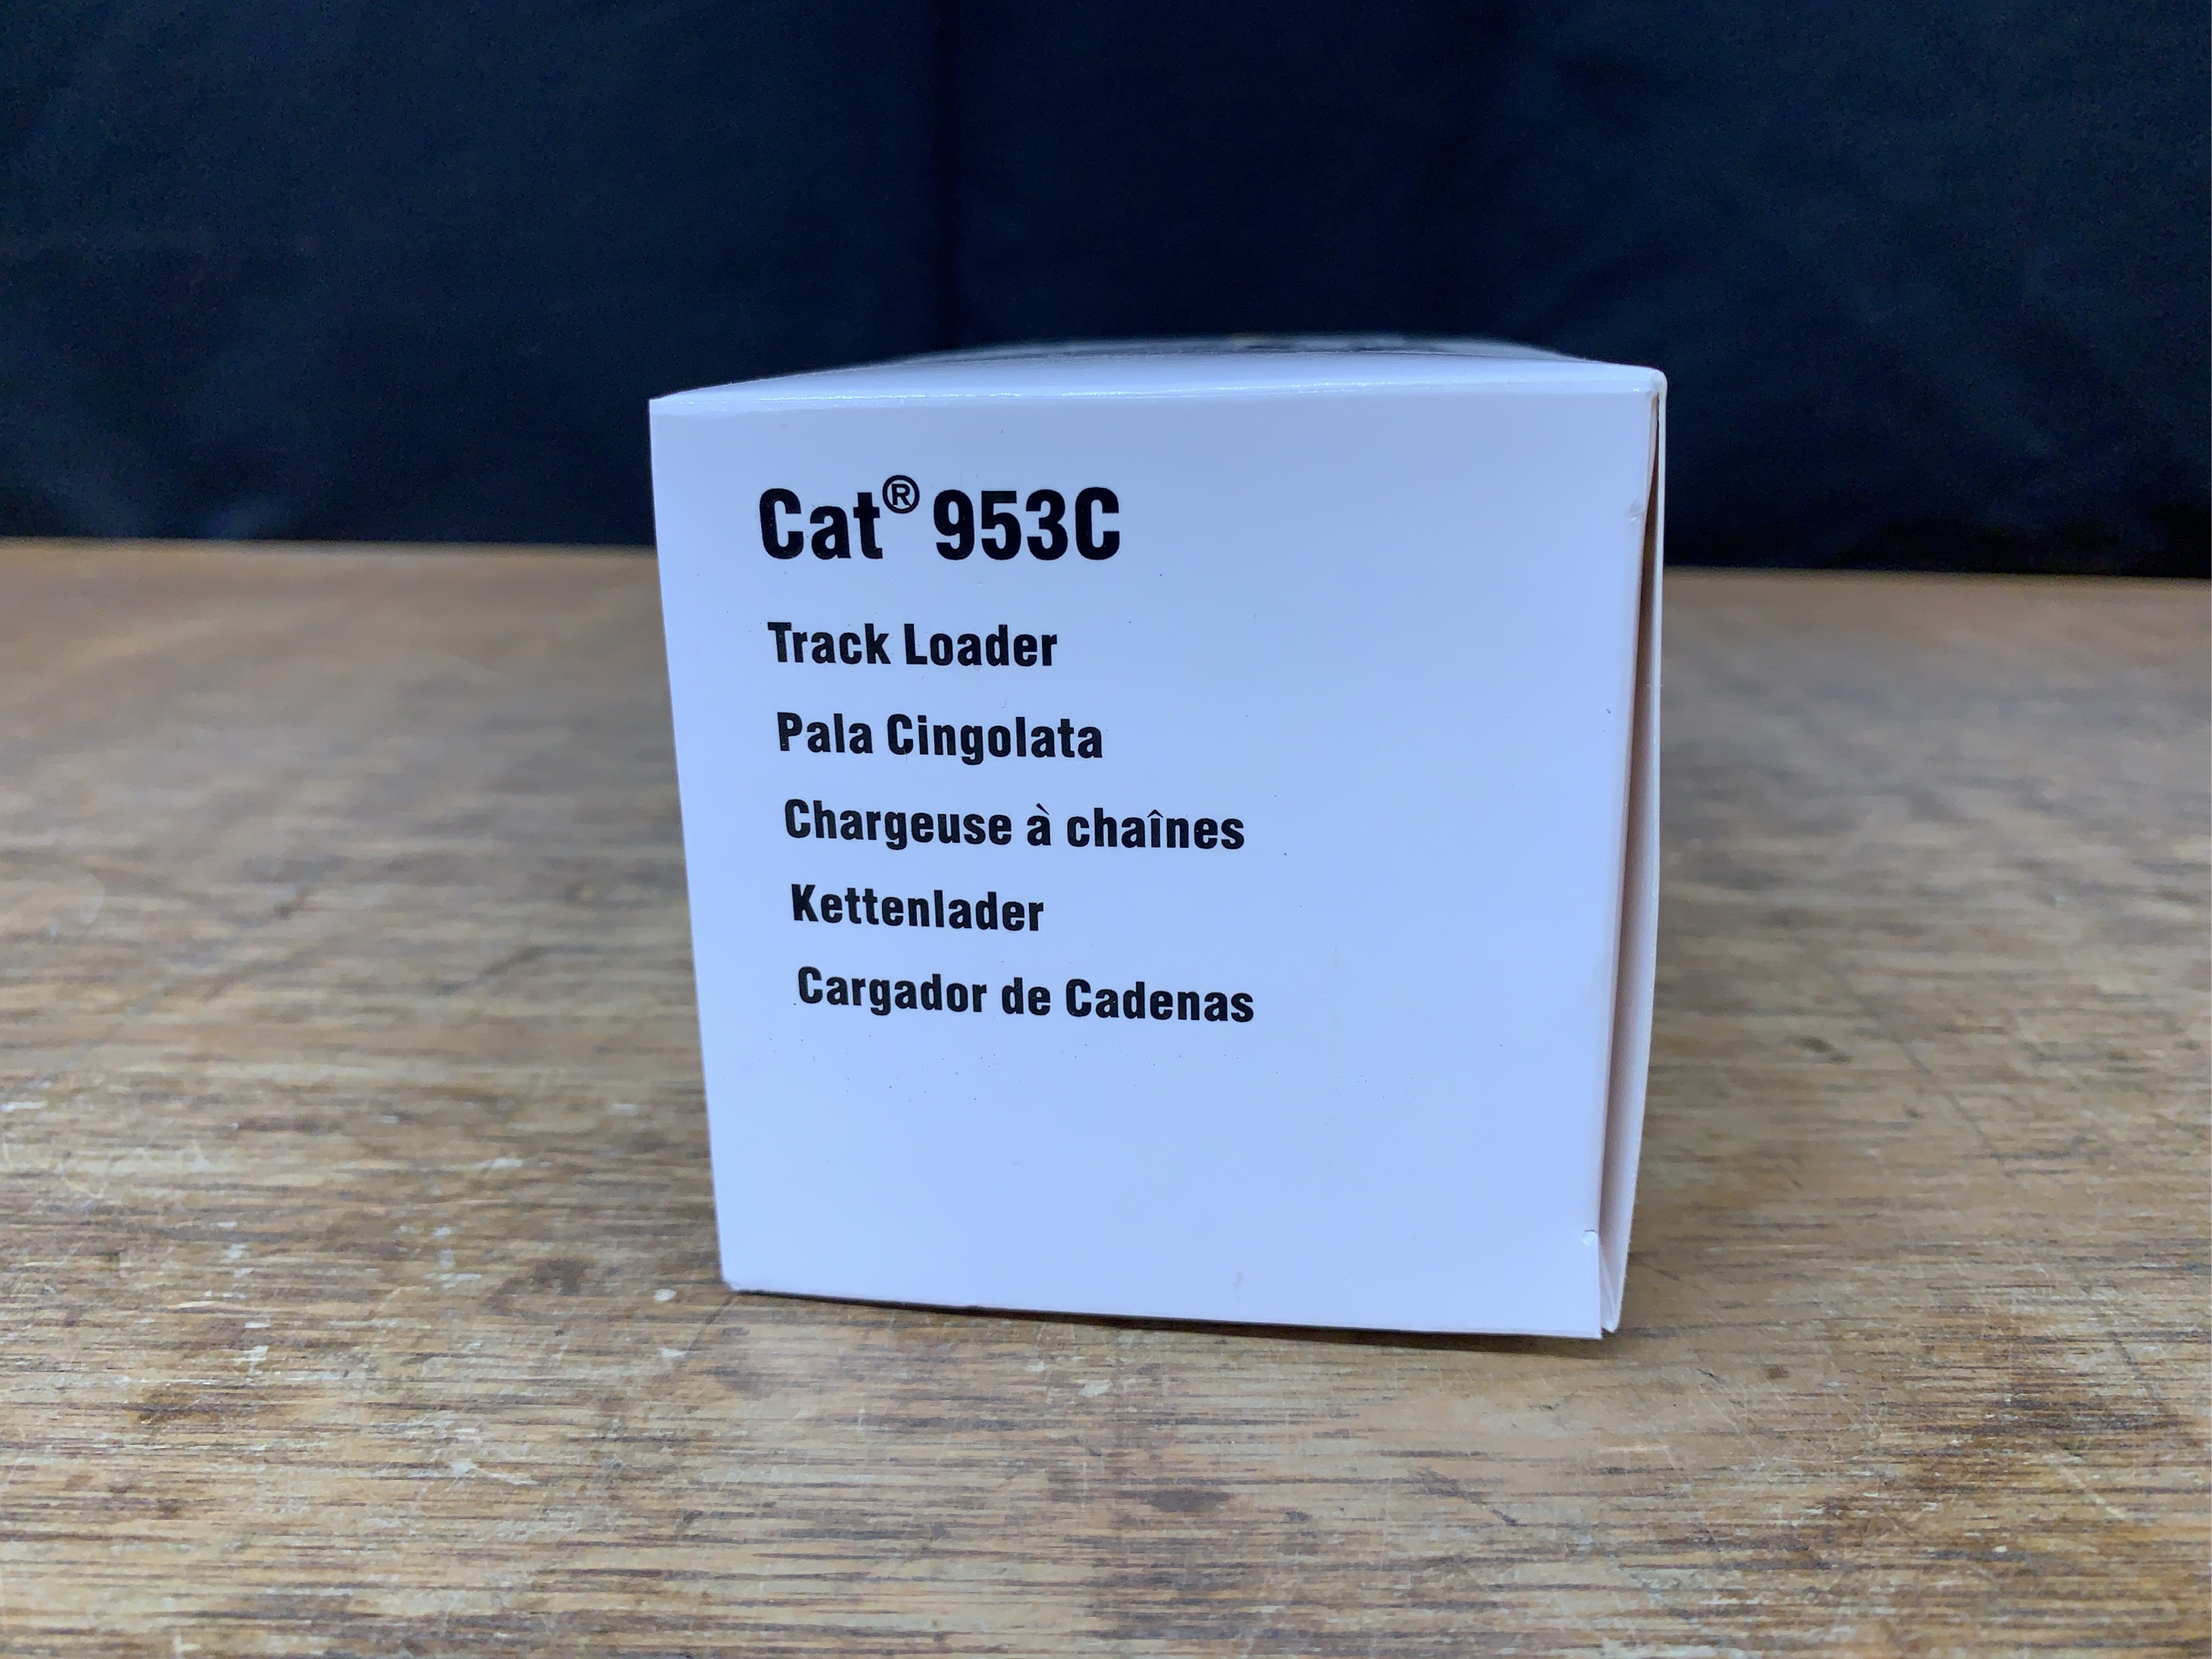 Cat® 953C
Track Loader
Pala Cingolata
Chargeuse à chaînes
Kettenlader
Cargador de Cadenas